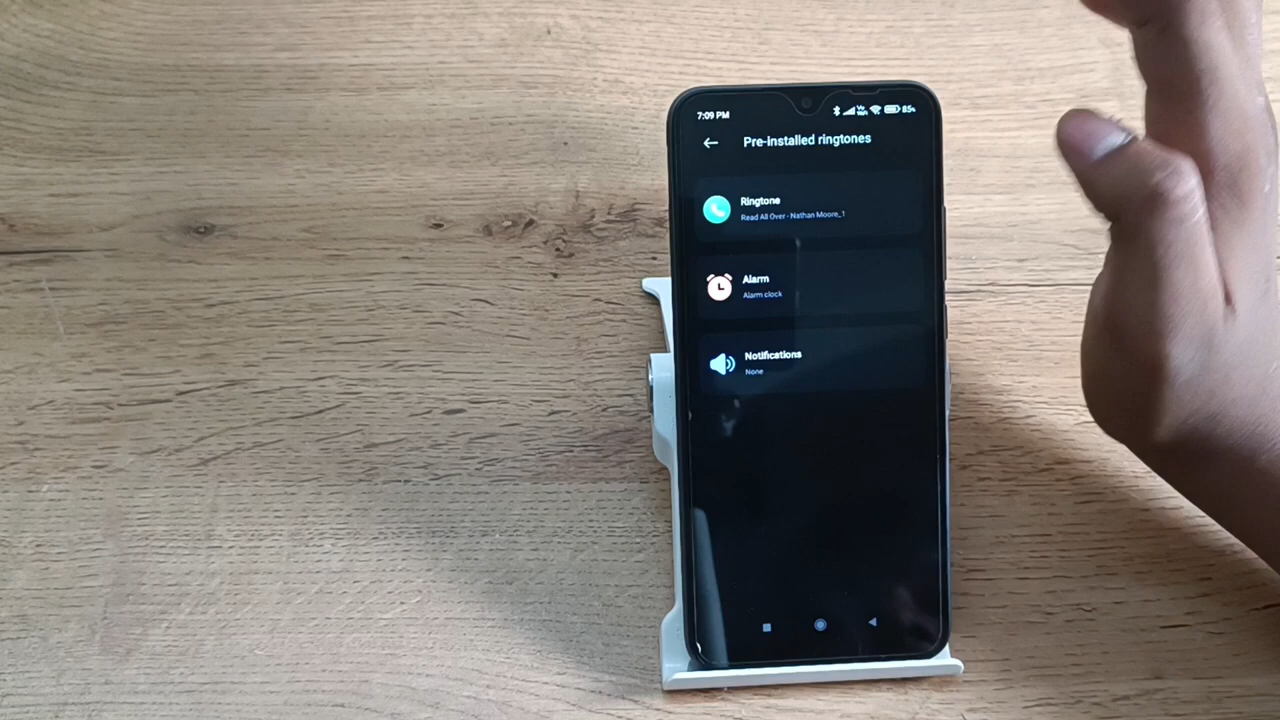 7:09 PM
85%
Pre-installed ringtones
Ringtone
Read All Over - Nathan Moore_1
Alarm
Alarm clock
Notifications
None